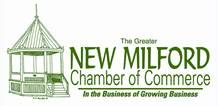 The Greater
NEW MILFORD
Chamber of Commerce
In the Business of Growing Business